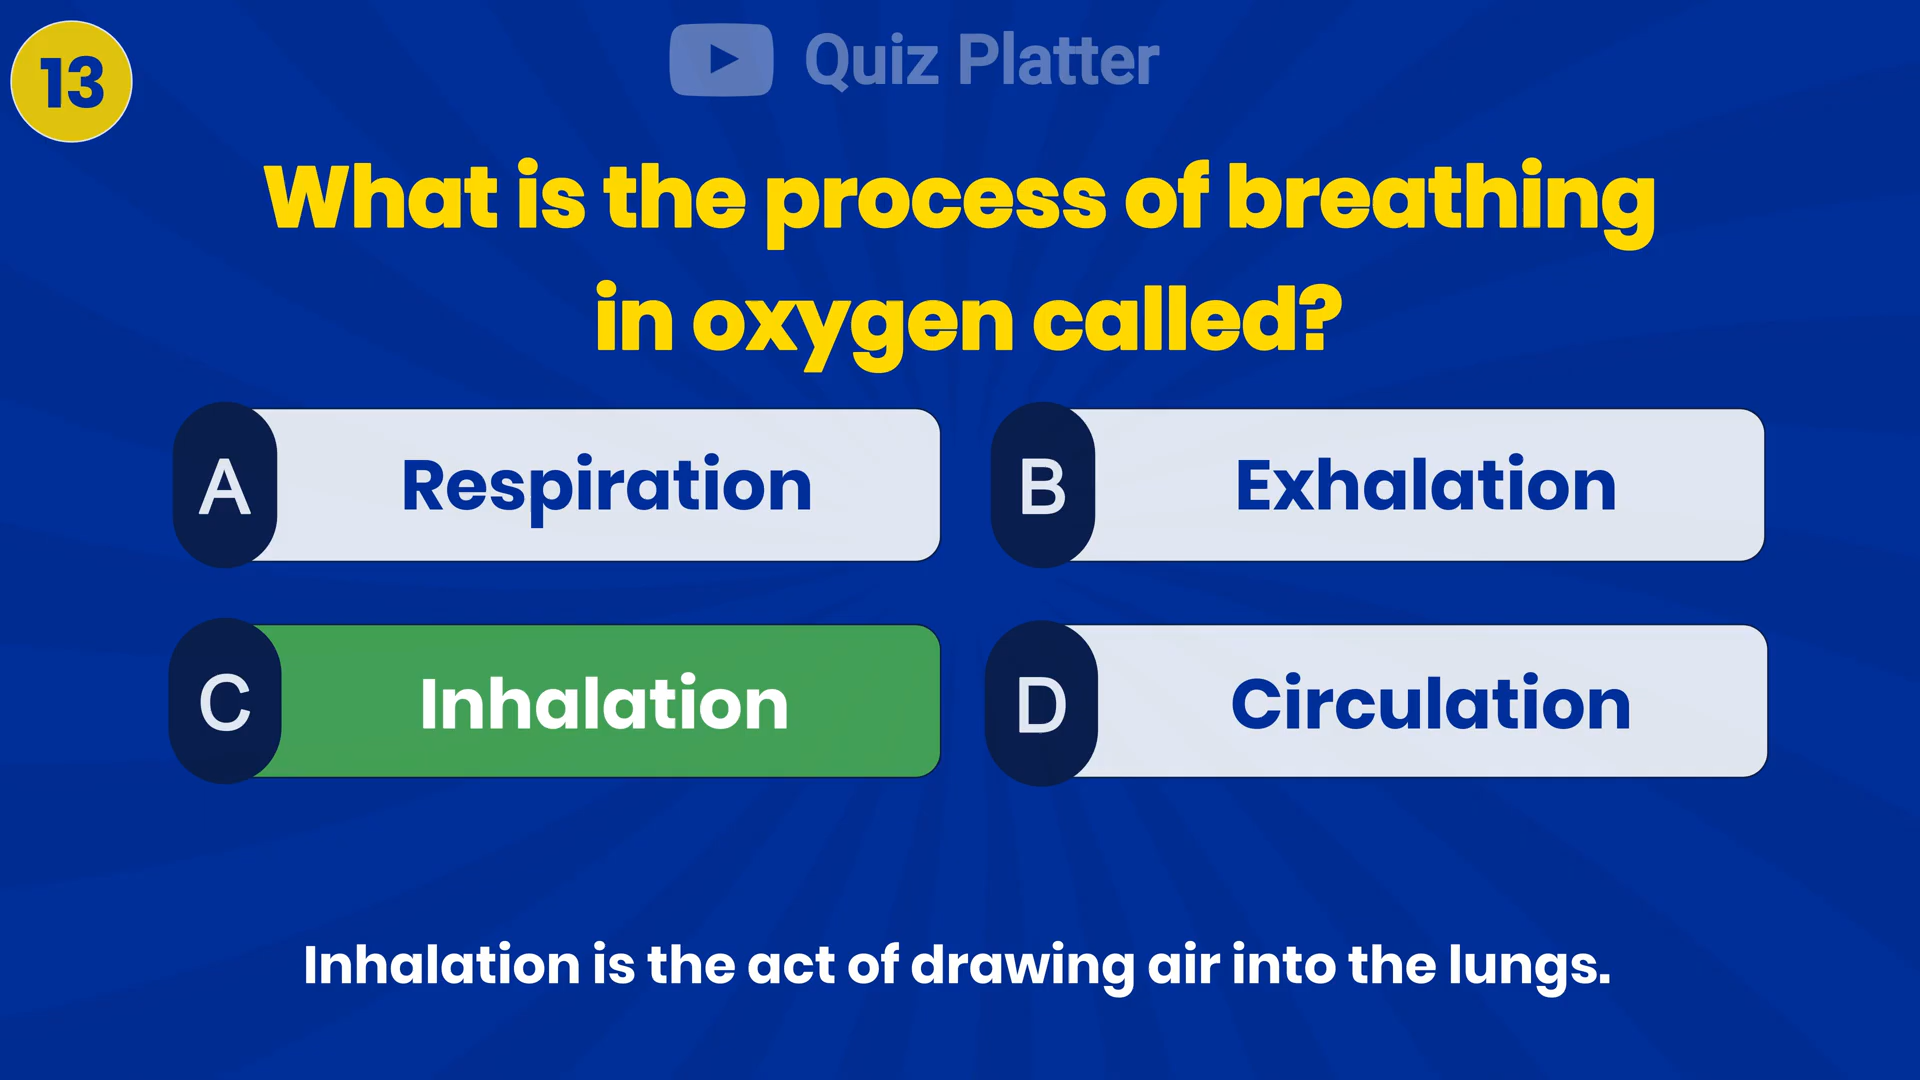 13
Quiz Platter
What is the process of breathing
in oxygen called?
A Respiration
B Exhalation
C Inhalation
D Circulation
Inhalation is the act of drawing air into the lungs.